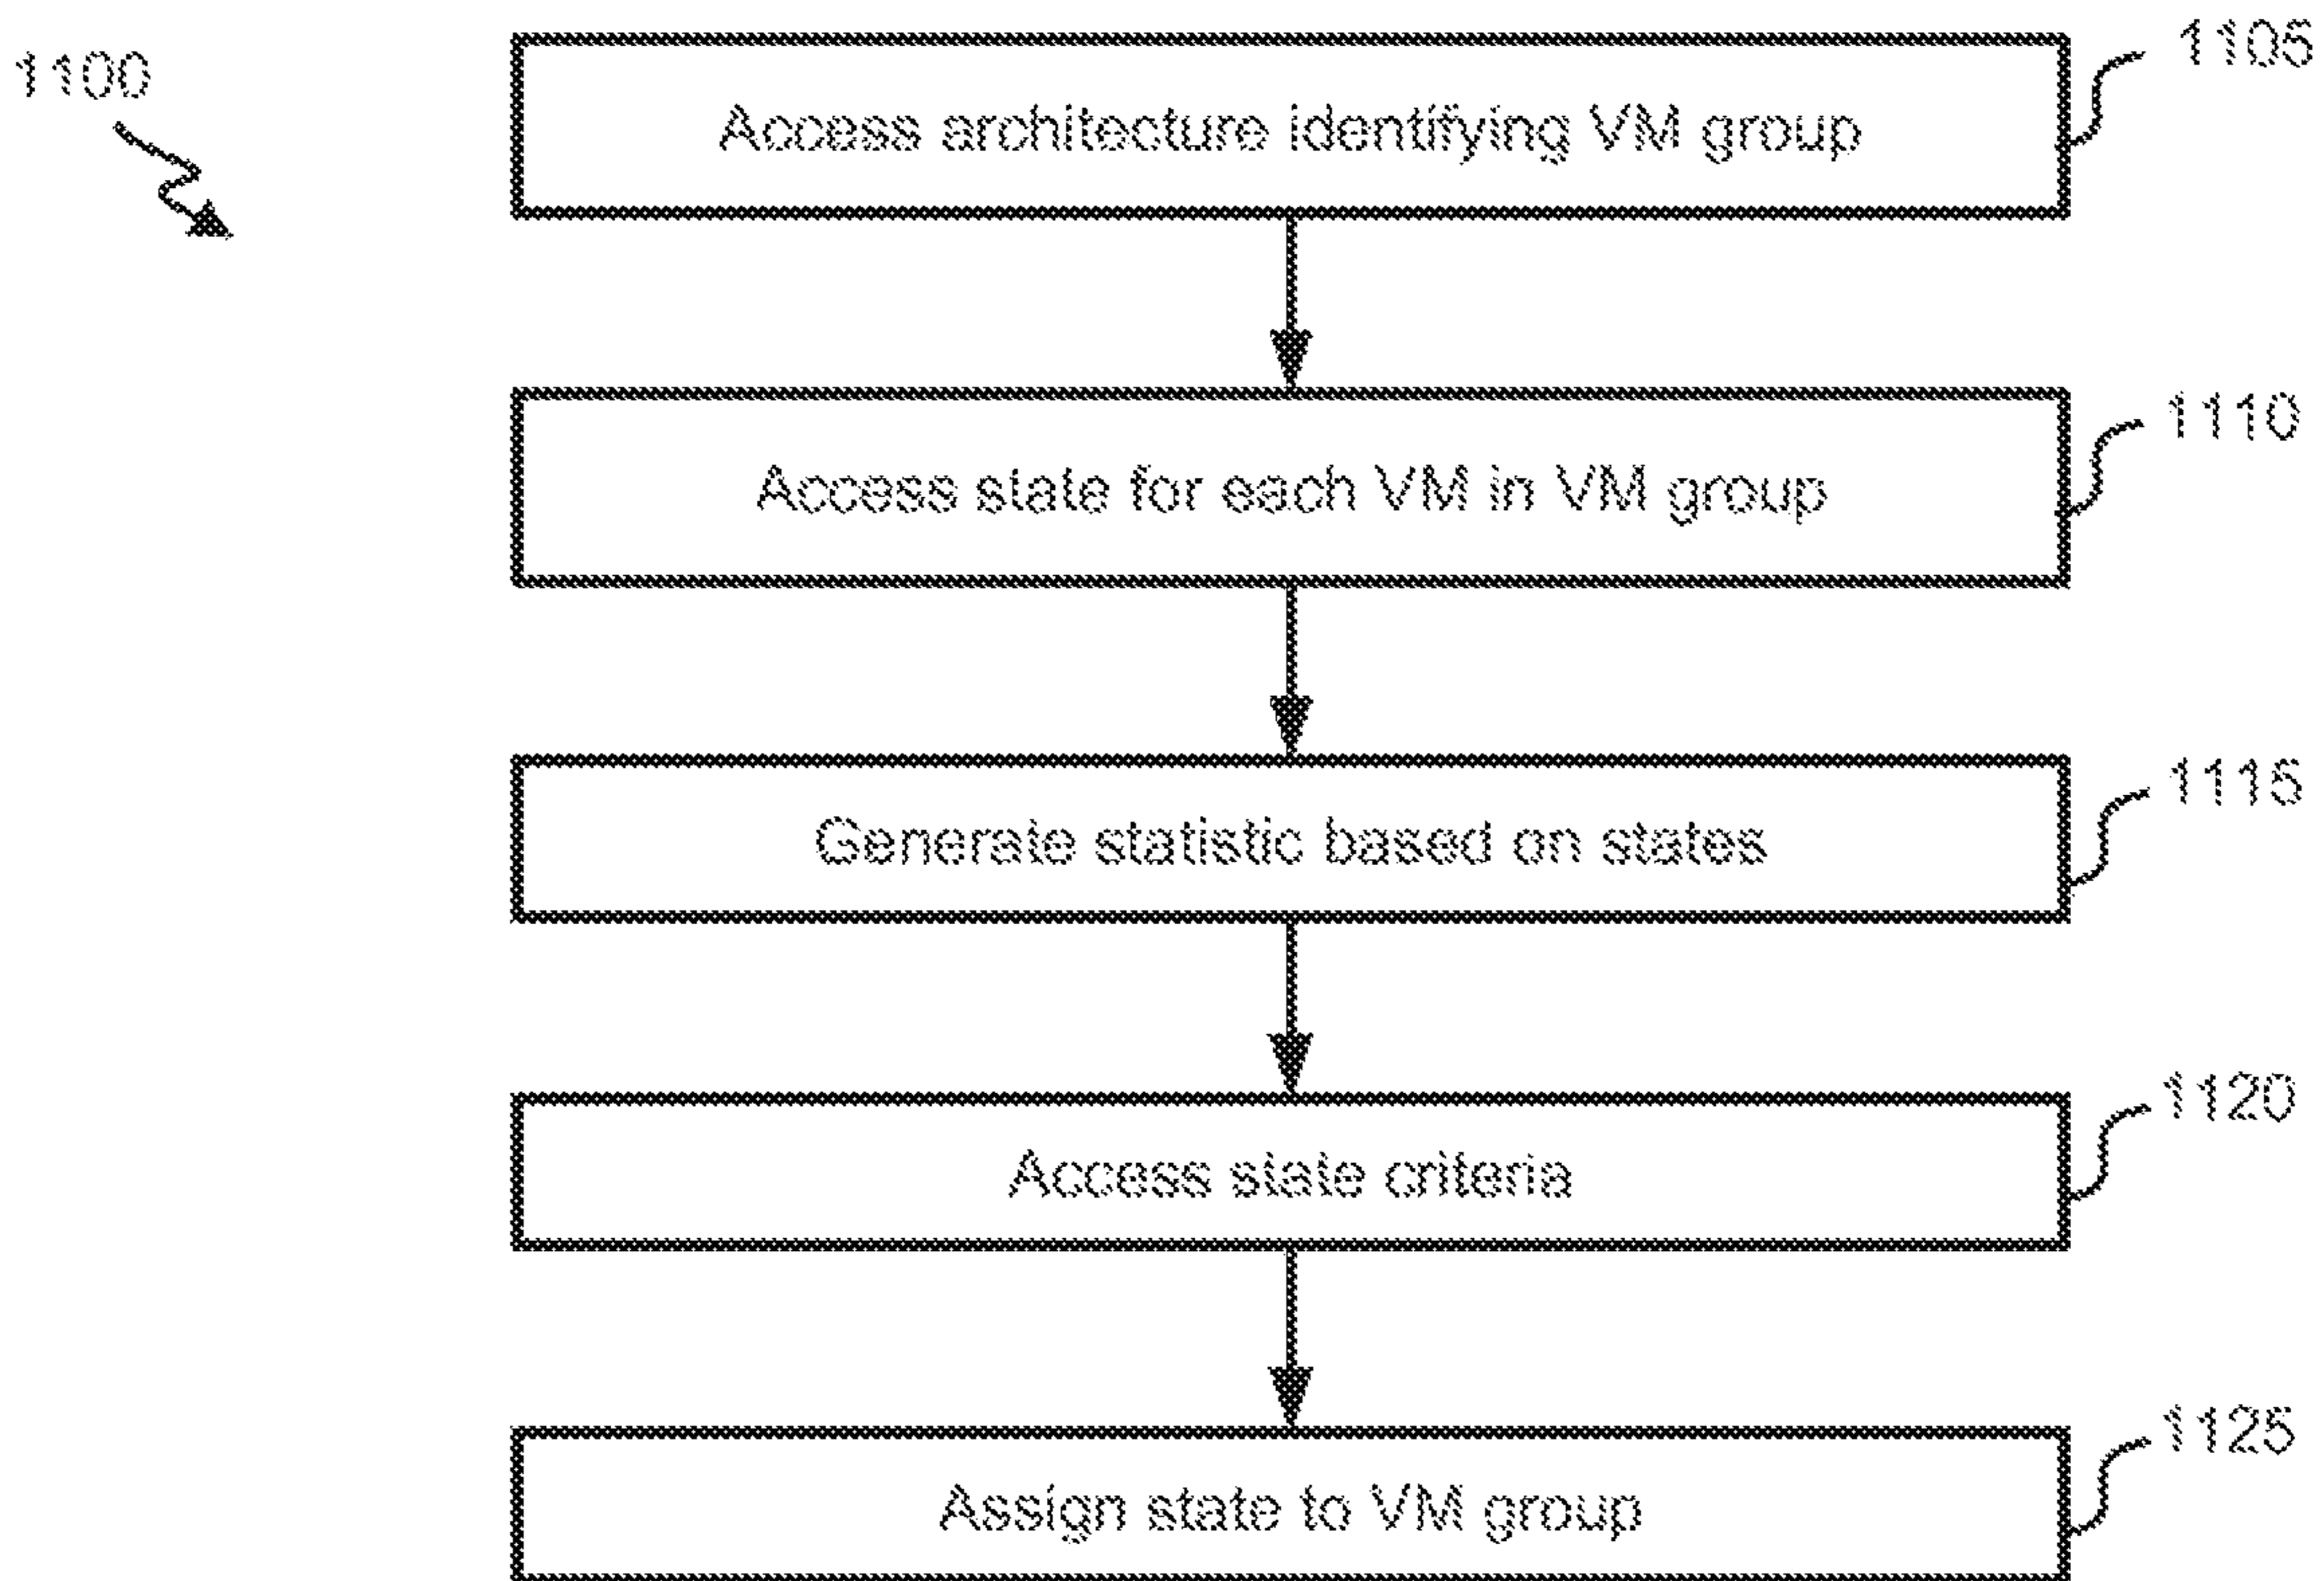 1100
1105
Access architecture identifying VM group
1110
Access state for each VM in VM group
1115
Generate statistic based on states
1120
Access state criteria
1125
Assign state to VM group